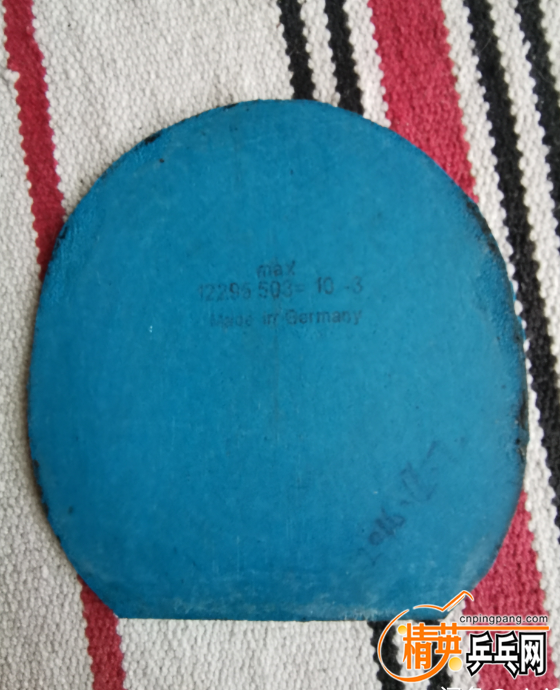 max
12295 503= 10 -3
Made in Germany
cnpingpang.com
精英乒乓网